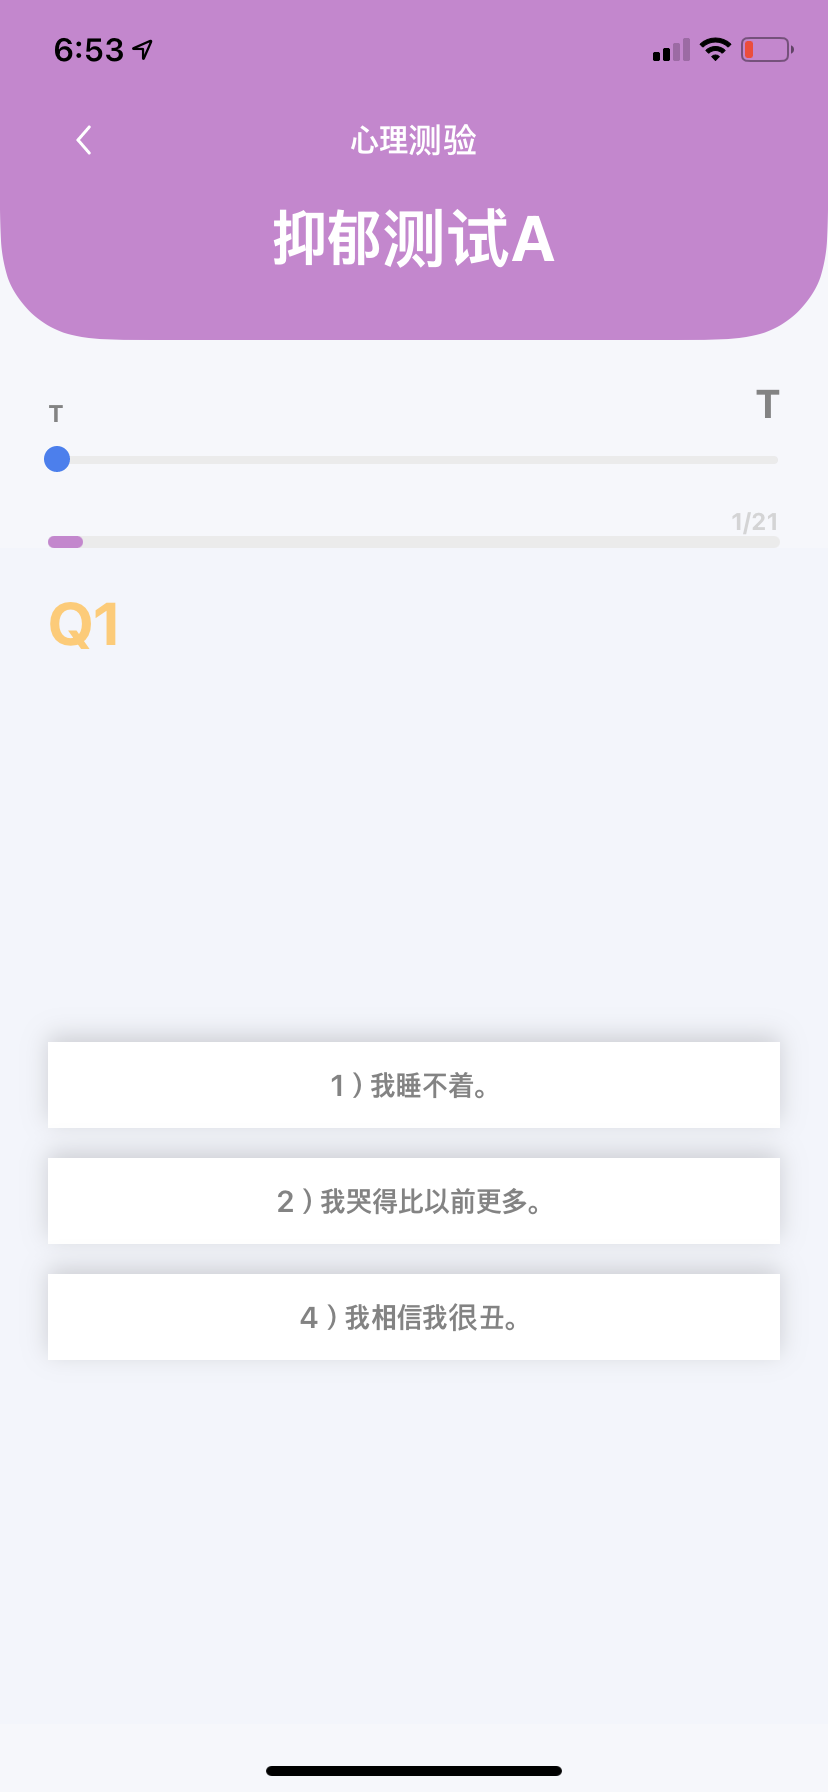 6:53
心理测验
抑郁测试A
T
T
1/21
Q1
1）我睡不着。
2）我哭得比以前更多。
4）我相信我很丑。